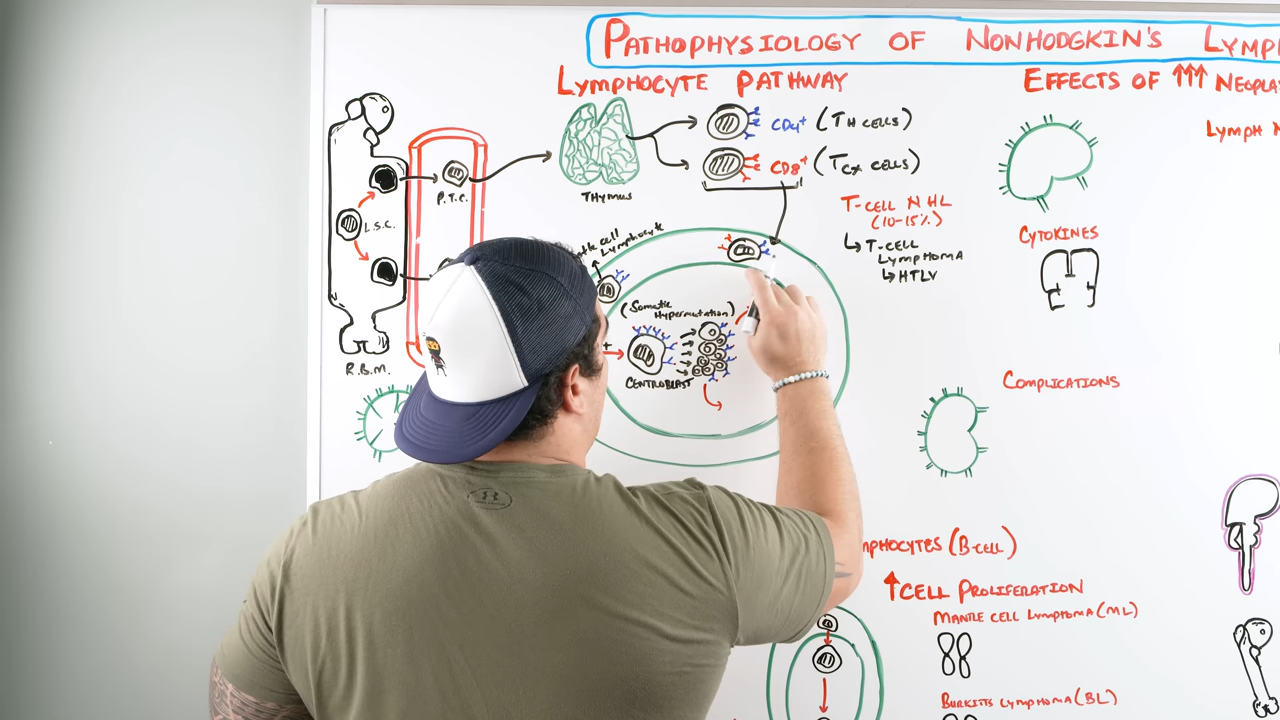 PATHOPHYSIOLOGY OF NONHODGKIN'S LYMPH
LYMPHOCYTE PATHWAY
EFFECTS OF ↑↑↑ NEOPLA
LYMPH N
CD4+ (TH CELLS)
CD8+ (TCX CELLS)
P.T.C.
THYMUS
L.S.C.
T-CELL NHL
(10-15%)
↳ T-CELL
LYMPHOMA
↳ HTLV
CYTOKINES
cell Lymphocyte
(Somatic
Hypermutation)
+
CENTROBLAST
R.B.M.
COMPLICATIONS
MPHOCYTES (B-CELL)
↑CELL PROLIFERATION
MANTLE CELL LYMPHOMA (ML)
BURKITTS LYMPHOMA (BL)